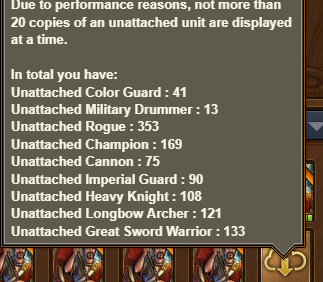 Due to performance reasons, not more than
20 copies of an unattached unit are displayed
at a time.
In total you have:
Unattached Color Guard : 41
Unattached Military Drummer : 13
Unattached Rogue : 353
Unattached Champion : 169
Unattached Cannon : 75
Unattached Imperial Guard : 90
Unattached Heavy Knight : 108
Unattached Longbow Archer : 121
Unattached Great Sword Warrior : 133